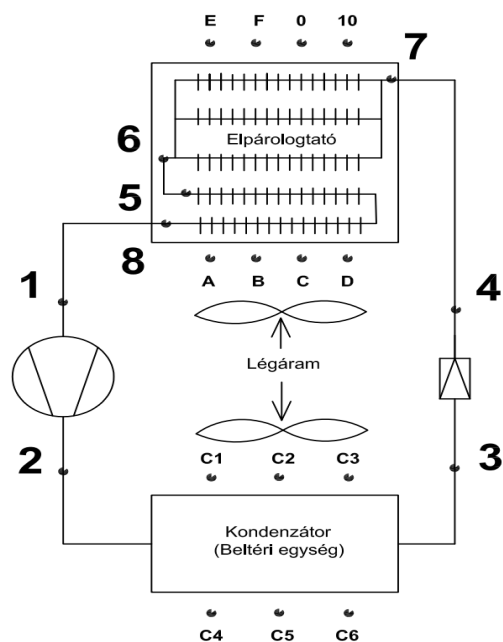 E F 0 10
7
Elpárologtató
6
5
8
A B C D
1
4
Légáram
2
C1 C2 C3
3
Kondenzátor
(Beltéri egység)
C4 C5 C6